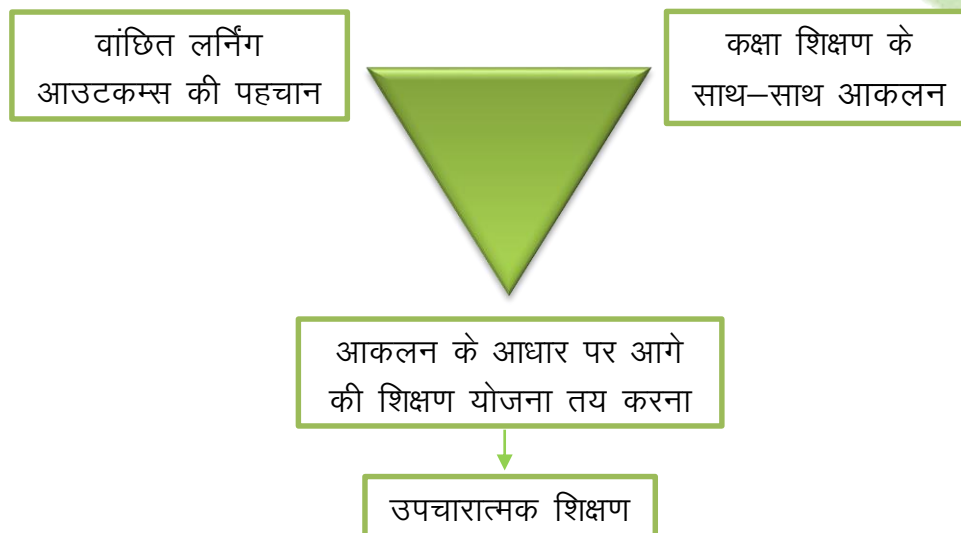 वांछित लर्निंग
आउटकम्स की पहचान
कक्षा शिक्षण के
साथ–साथ आकलन
आकलन के आधार पर आगे
की शिक्षण योजना तय करना
उपचारात्मक शिक्षण